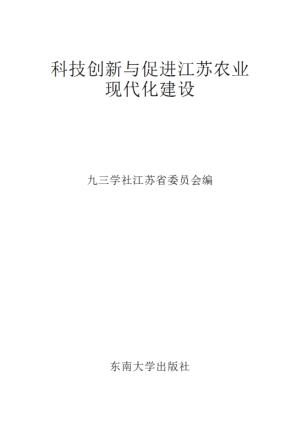 科技创新与促进江苏农业
现代化建设
九三学社江苏省委员会编
东南大学出版社